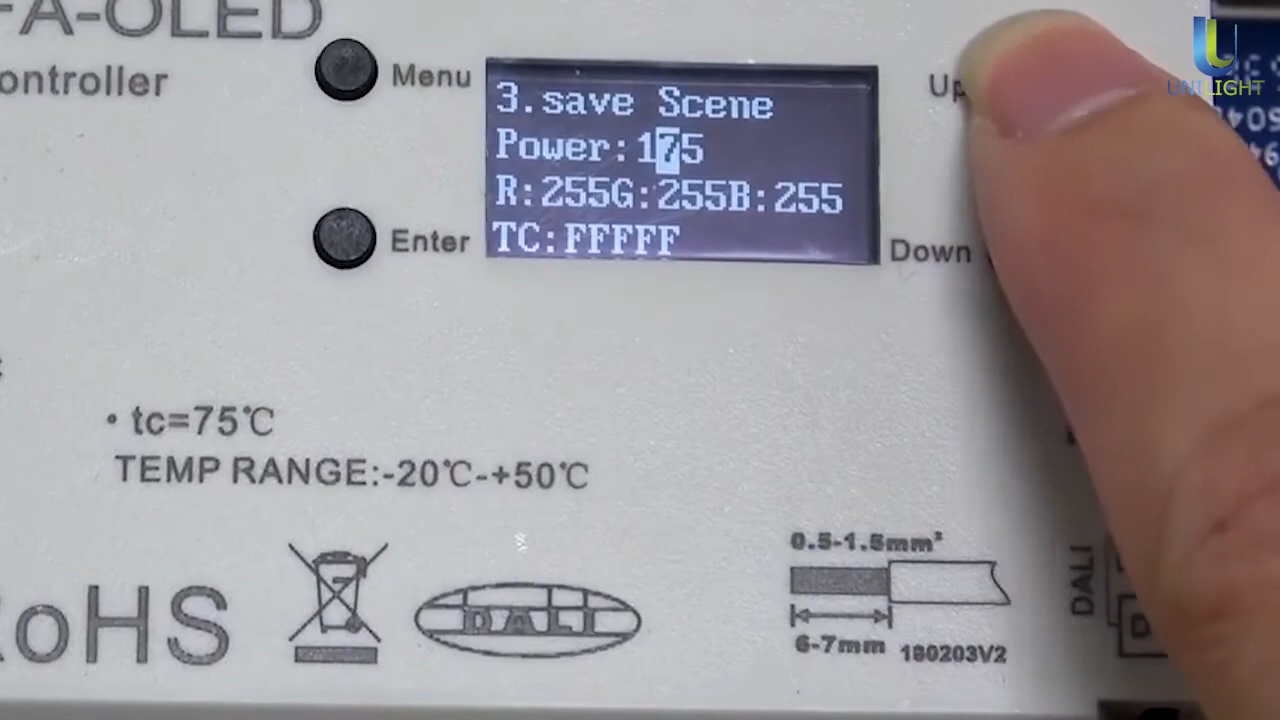 FA-OLED
ontroller
Menu
Enter
3.save Scene
Power:175
R:255G:255B:255
TC:FFFFF
Up
Down
UNILIGHT
• tc=75℃
TEMP RANGE:-20℃-+50℃
RoHS
DALI
0.5-1.5mm²
6-7mm
180203V2
DALI
D